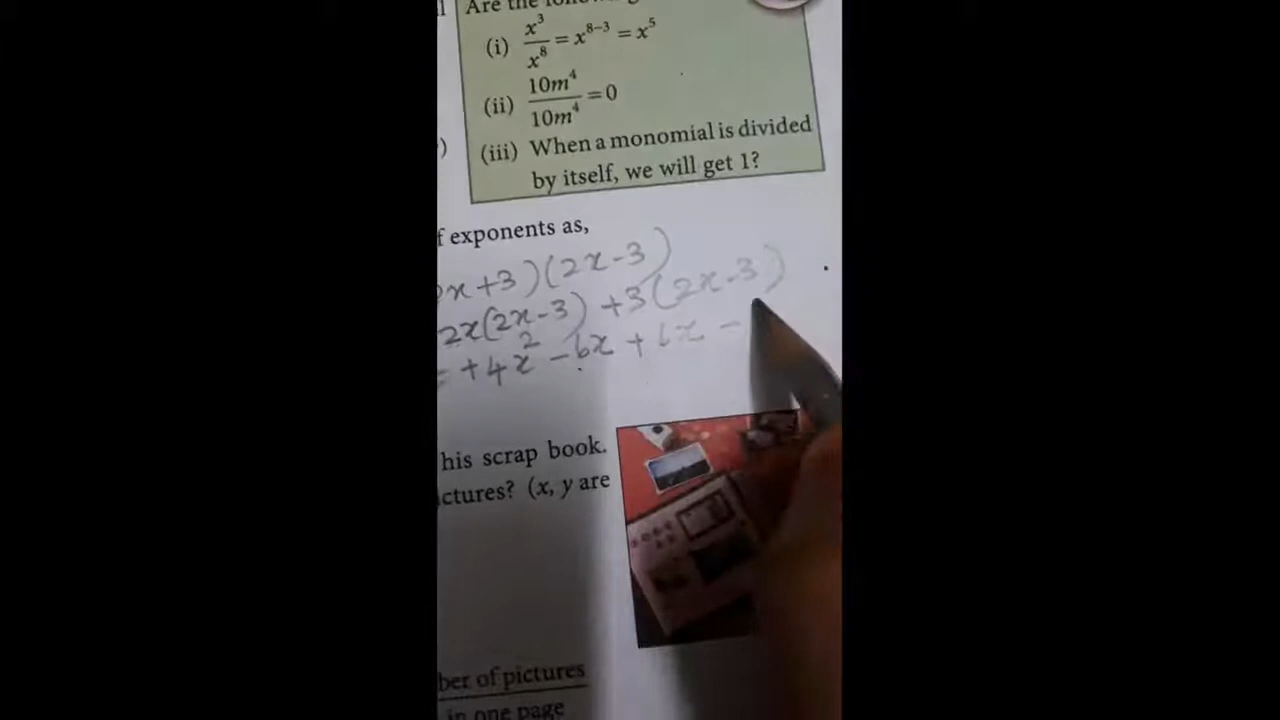 Are the
(i) x³/x⁸ = x⁸⁻³ = x⁵
(ii) 10m⁴/10m⁴ = 0
(iii) When a monomial is divided
by itself, we will get 1?
exponents as,
x+3)(2x-3)
2x(2x-3) +3(2x-3)
= +4x² -6x + 6x -
his scrap book.
ctures? (x, y are
ber of pictures
in one page